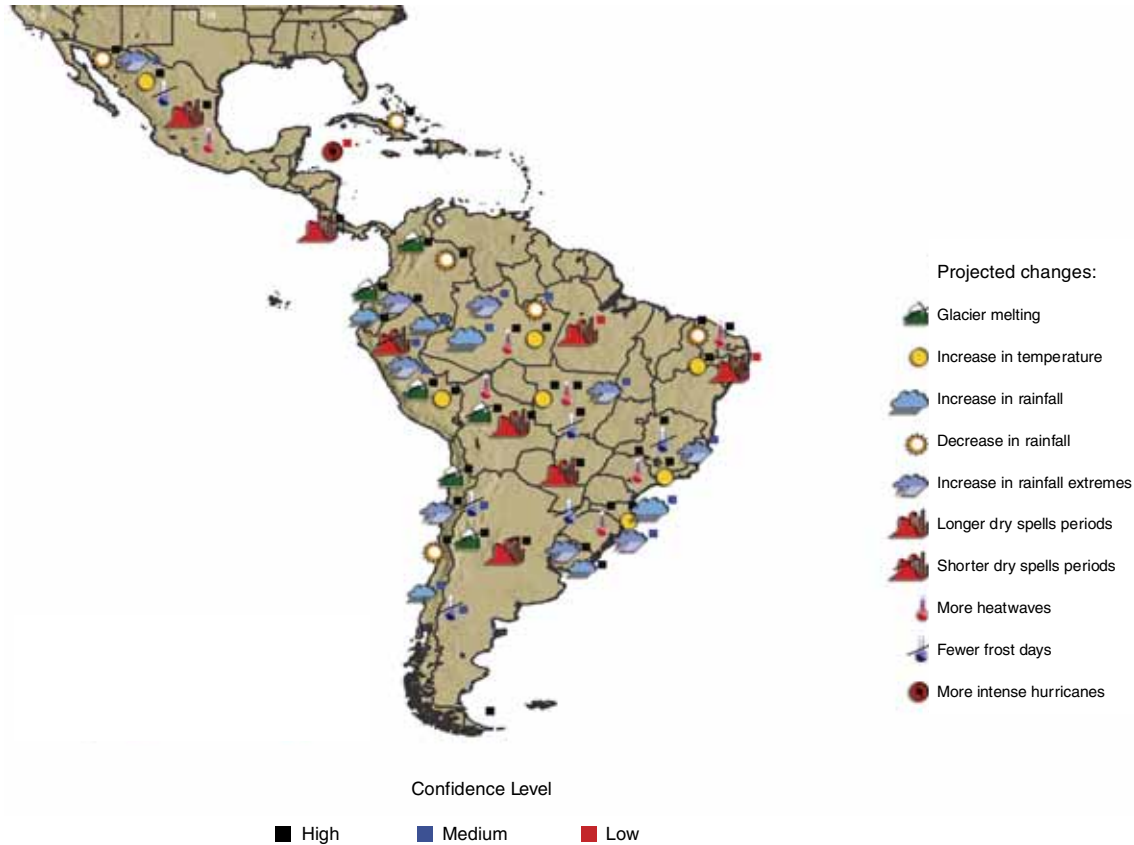 Projected changes:
Glacier melting
Increase in temperature
Increase in rainfall
Decrease in rainfall
Increase in rainfall extremes
Longer dry spells periods
Shorter dry spells periods
More heatwaves
Fewer frost days
More intense hurricanes
Confidence Level
High Medium Low